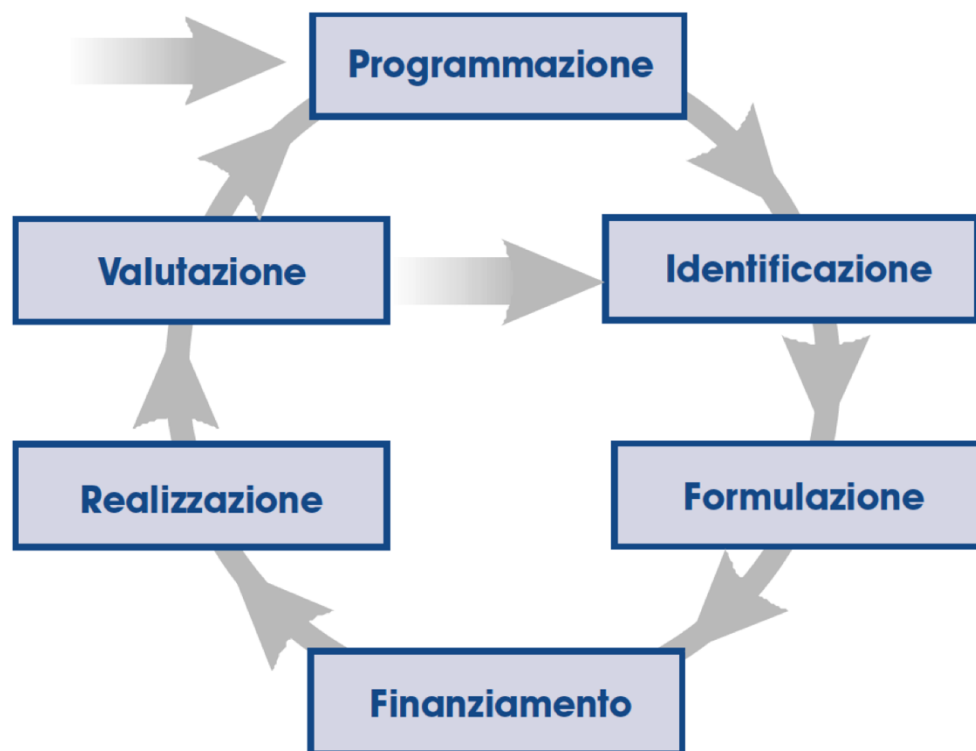 Programmazione
Valutazione
Identificazione
Realizzazione
Formulazione
Finanziamento